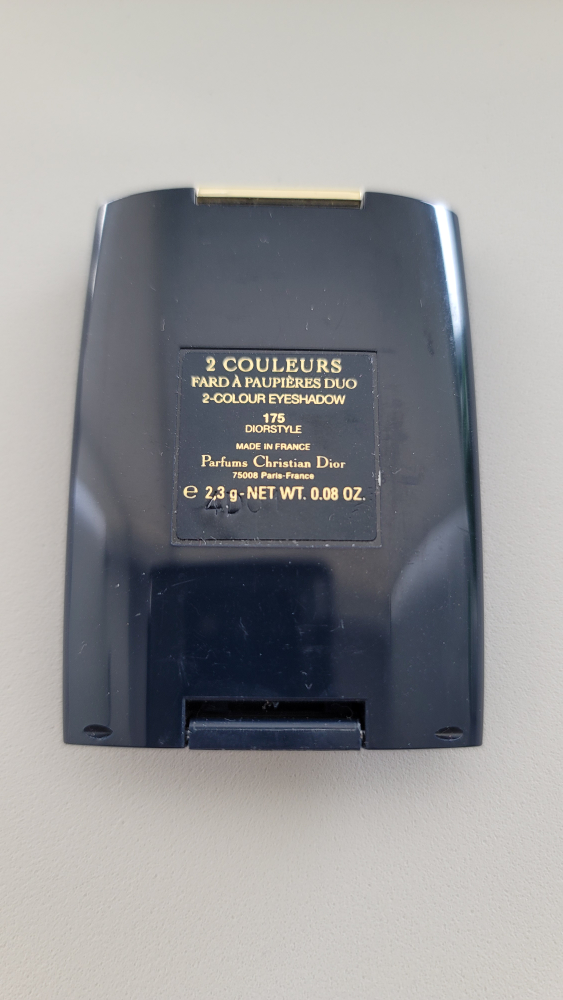 2 COULEURS
FARD À PAUPIÈRES DUO
2-COLOUR EYESHADOW
175
DIORSTYLE
MADE IN FRANCE
Parfums Christian Dior
75008 Paris-France
℮ 2,3 g - NET WT. 0.08 OZ.